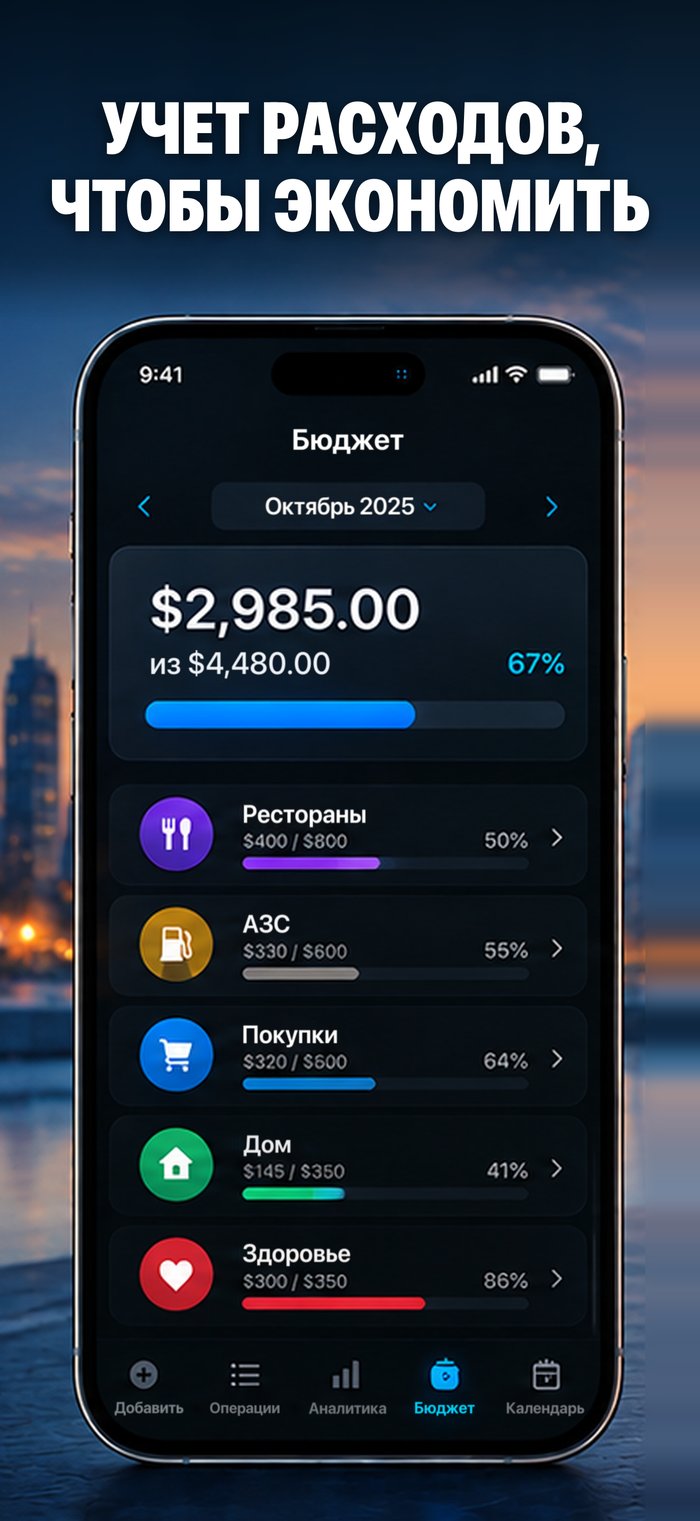 УЧЕТ РАСХОДОВ,
ЧТОБЫ ЭКОНОМИТЬ
9:41
Бюджет
Октябрь 2025
$2,985.00
из $4,480.00
67%
Рестораны
$400 / $800
50%
АЗС
$330 / $600
55%
Покупки
$320 / $600
64%
Дом
$145 / $350
41%
Здоровье
$300 / $350
86%
Добавить
Операции
Аналитика
Бюджет
Календарь